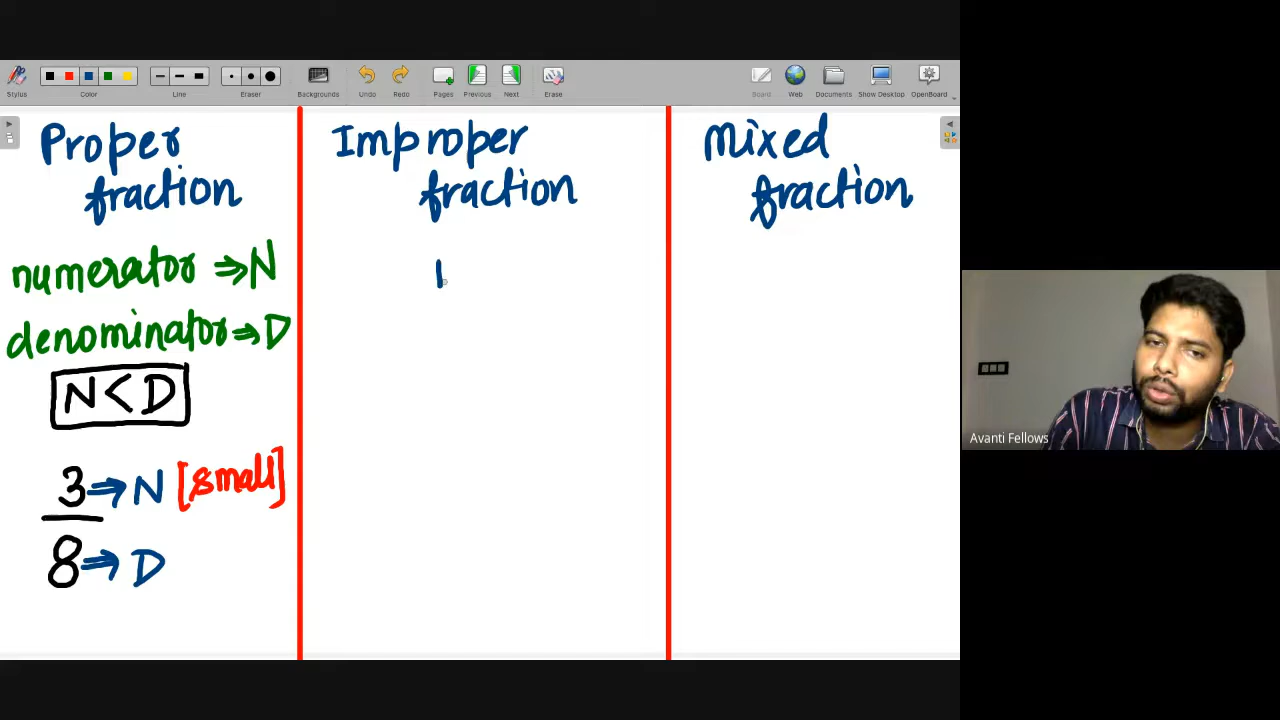 Stylus
Color
Line
Eraser
Backgrounds
Undo
Redo
Pages
Previous
Next
Erase
Board
Web
Documents
Show Desktop
OpenBoard
Proper
fraction
numerator ⇒ N
denominator ⇒ D
N < D
3 ⇒ N [small]
8 ⇒ D
Improper
fraction
Mixed
fraction
Avanti Fellows